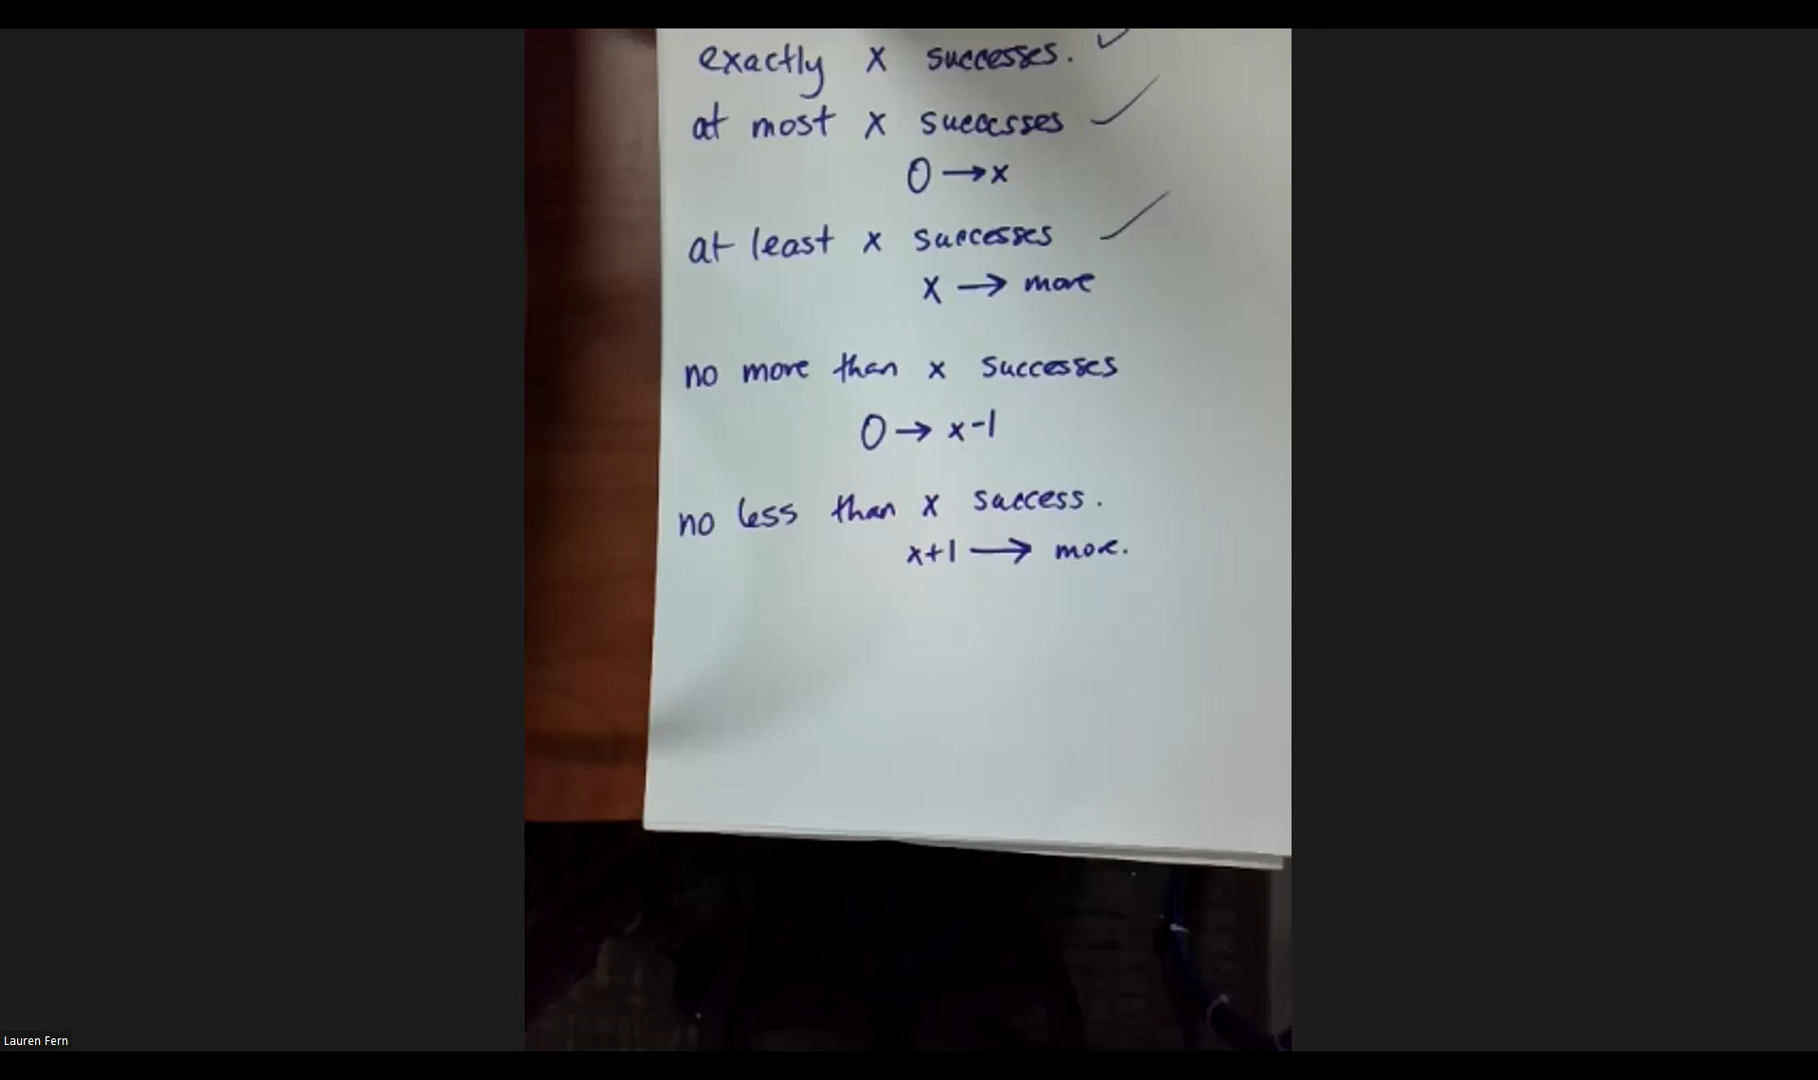 exactly x successes.
at most x successes
0 → x
at least x successes
x → more
no more than x successes
0 → x-1
no less than x success.
x+1 → more.
Lauren Fern